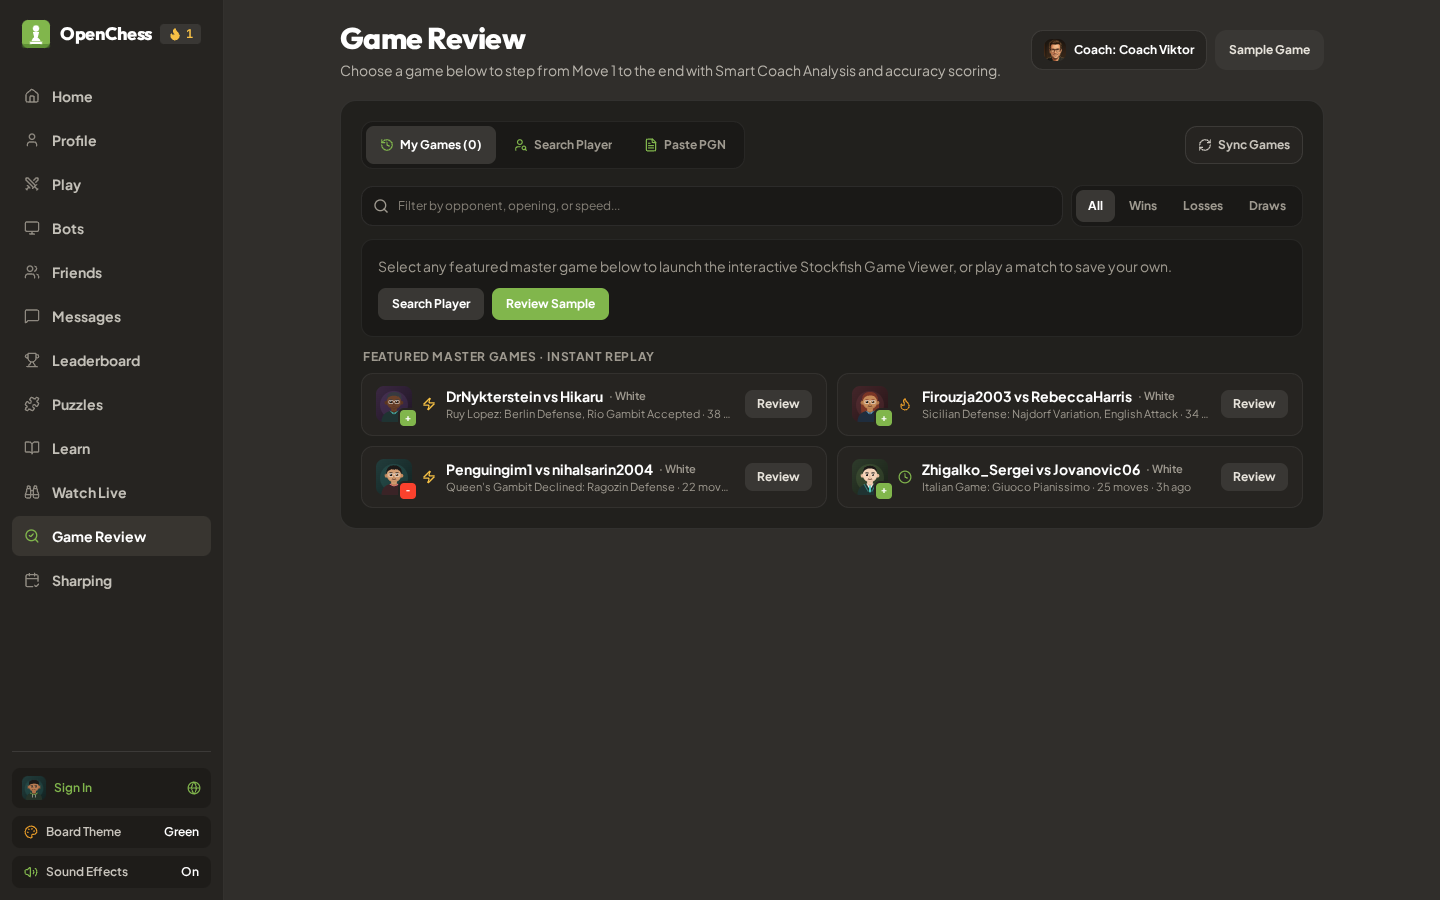 OpenChess 1
Home
Profile
Play
Bots
Friends
Messages
Leaderboard
Puzzles
Learn
Watch Live
Game Review
Sharping
Sign In
Board Theme Green
Sound Effects On
Game Review
Choose a game below to step from Move 1 to the end with Smart Coach Analysis and accuracy scoring.
Coach: Coach Viktor
Sample Game
My Games (0) Search Player Paste PGN
Sync Games
Filter by opponent, opening, or speed...
All Wins Losses Draws
Select any featured master game below to launch the interactive Stockfish Game Viewer, or play a match to save your own.
Search Player Review Sample
FEATURED MASTER GAMES · INSTANT REPLAY
DrNykterstein vs Hikaru · White
Ruy Lopez: Berlin Defense, Rio Gambit Accepted · 38 ...
+
Review
Firouzja2003 vs RebeccaHarris · White
Sicilian Defense: Najdorf Variation, English Attack · 34 ...
+
Review
Penguingim1 vs nihalsarin2004 · White
Queen's Gambit Declined: Ragozin Defense · 22 mov...
-
Review
Zhigalko_Sergei vs Jovanovic06 · White
Italian Game: Giuoco Pianissimo · 25 moves · 3h ago
+
Review